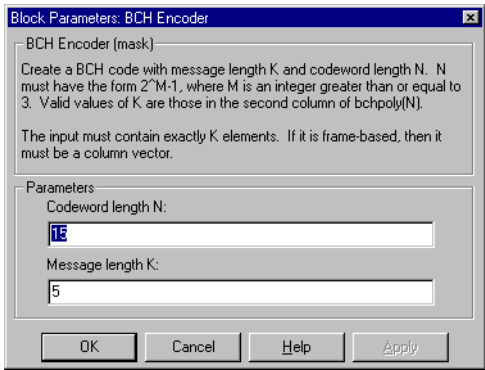 Block Parameters: BCH Encoder
BCH Encoder (mask)
Create a BCH code with message length K and codeword length N. N
must have the form 2^M-1, where M is an integer greater than or equal to
3. Valid values of K are those in the second column of bchpoly(N).
The input must contain exactly K elements. If it is frame-based, then it
must be a column vector.
Parameters
Codeword length N:
15
Message length K:
5
OK Cancel Help Apply